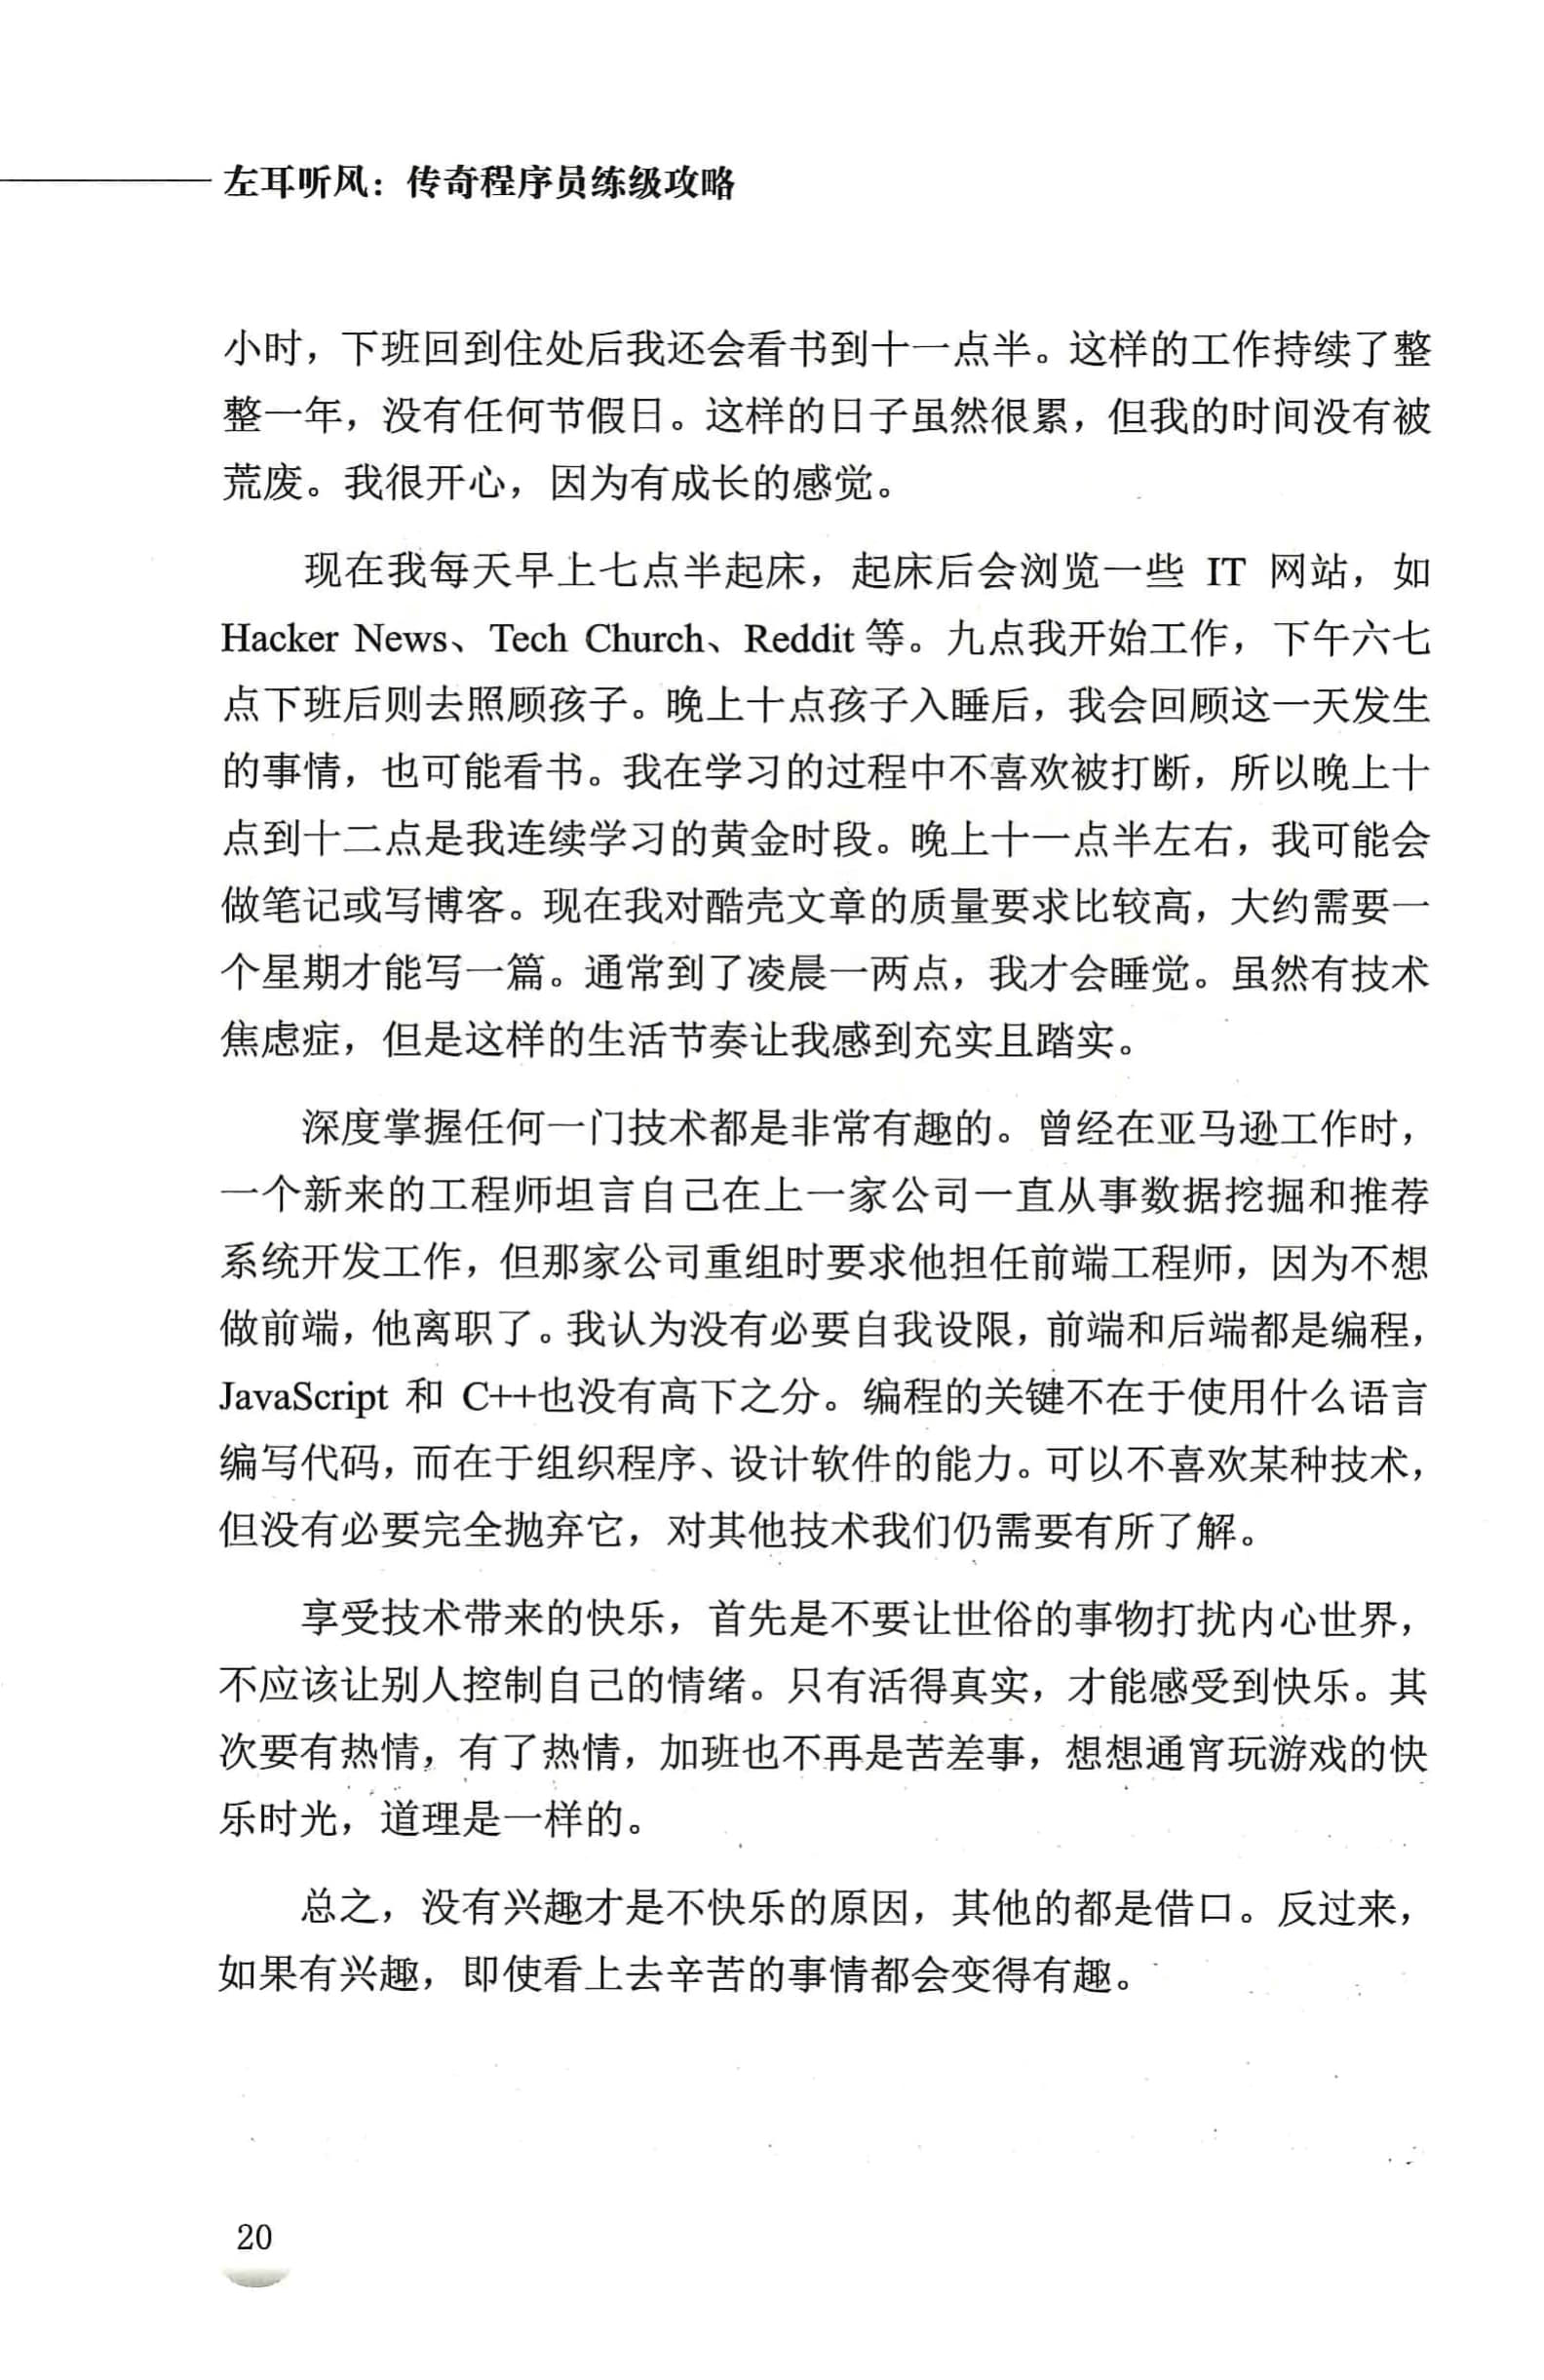 左耳听风：传奇程序员练级攻略
小时，下班回到住处后我还会看书到十一点半。这样的工作持续了整
整一年，没有任何节假日。这样的日子虽然很累，但我的时间没有被
荒废。我很开心，因为有成长的感觉。
现在我每天早上七点半起床，起床后会浏览一些 IT 网站，如
Hacker News、Tech Church、Reddit 等。九点我开始工作，下午六七
点下班后则去照顾孩子。晚上十点孩子入睡后，我会回顾这一天发生
的事情，也可能看书。我在学习的过程中不喜欢被打断，所以晚上十
点到十二点是我连续学习的黄金时段。晚上十一点半左右，我可能会
做笔记或写博客。现在我对酷壳文章的质量要求比较高，大约需要一
个星期才能写一篇。通常到了凌晨一两点，我才会睡觉。虽然有技术
焦虑症，但是这样的生活节奏让我感到充实且踏实。
深度掌握任何一门技术都是非常有趣的。曾经在亚马逊工作时，
一个新来的工程师坦言自己在上一家公司一直从事数据挖掘和推荐
系统开发工作，但那家公司重组时要求他担任前端工程师，因为不想
做前端，他离职了。我认为没有必要自我设限，前端和后端都是编程，
JavaScript 和 C++也没有高下之分。编程的关键不在于使用什么语言
编写代码，而在于组织程序、设计软件的能力。可以不喜欢某种技术，
但没有必要完全抛弃它，对其他技术我们仍需要有所了解。
享受技术带来的快乐，首先是不要让世俗的事物打扰内心世界，
不应该让别人控制自己的情绪。只有活得真实，才能感受到快乐。其
次要有热情，有了热情，加班也不再是苦差事，想想通宵玩游戏的快
乐时光，道理是一样的。
总之，没有兴趣才是不快乐的原因，其他的都是借口。反过来，
如果有兴趣，即使看上去辛苦的事情都会变得有趣。
20